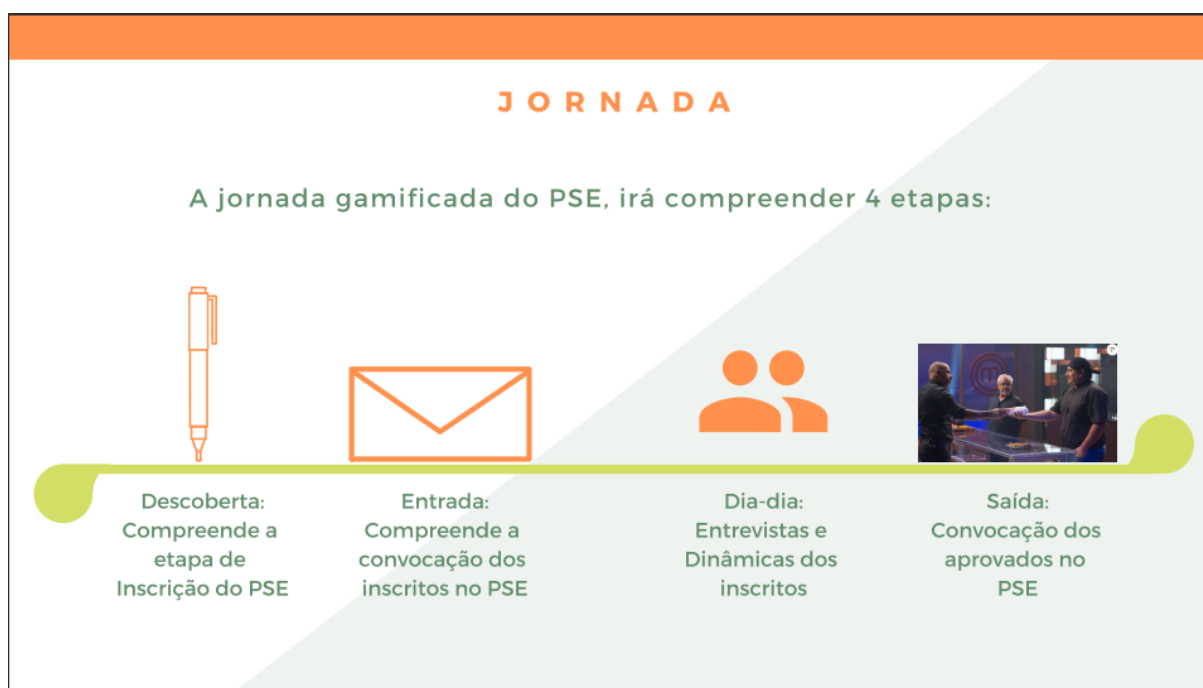 JORNADA
A jornada gamificada do PSE, irá compreender 4 etapas:
Descoberta:
Compreende a
etapa de
Inscrição do PSE
Entrada:
Compreende a
convocação dos
inscritos no PSE
Dia-dia:
Entrevistas e
Dinâmicas dos
inscritos
Saída:
Convocação dos
aprovados no
PSE